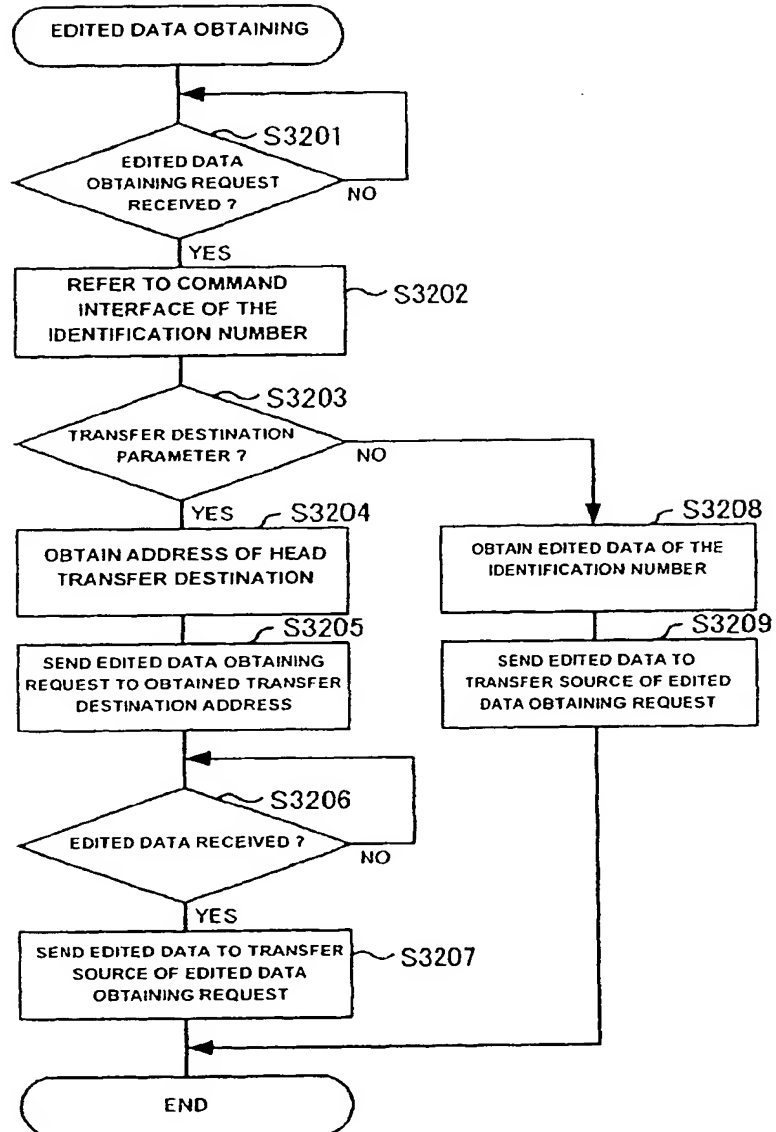 EDITED DATA OBTAINING
S3201
EDITED DATA
OBTAINING REQUEST
RECEIVED ?
NO
YES
REFER TO COMMAND
INTERFACE OF THE
IDENTIFICATION NUMBER
S3202
S3203
TRANSFER DESTINATION
PARAMETER ?
NO
YES
S3204
OBTAIN ADDRESS OF HEAD
TRANSFER DESTINATION
S3205
SEND EDITED DATA OBTAINING
REQUEST TO OBTAINED TRANSFER
DESTINATION ADDRESS
S3206
EDITED DATA RECEIVED ?
NO
YES
SEND EDITED DATA TO TRANSFER
SOURCE OF EDITED DATA
OBTAINING REQUEST
S3207
S3208
OBTAIN EDITED DATA OF THE
IDENTIFICATION NUMBER
S3209
SEND EDITED DATA TO
TRANSFER SOURCE OF EDITED
DATA OBTAINING REQUEST
END